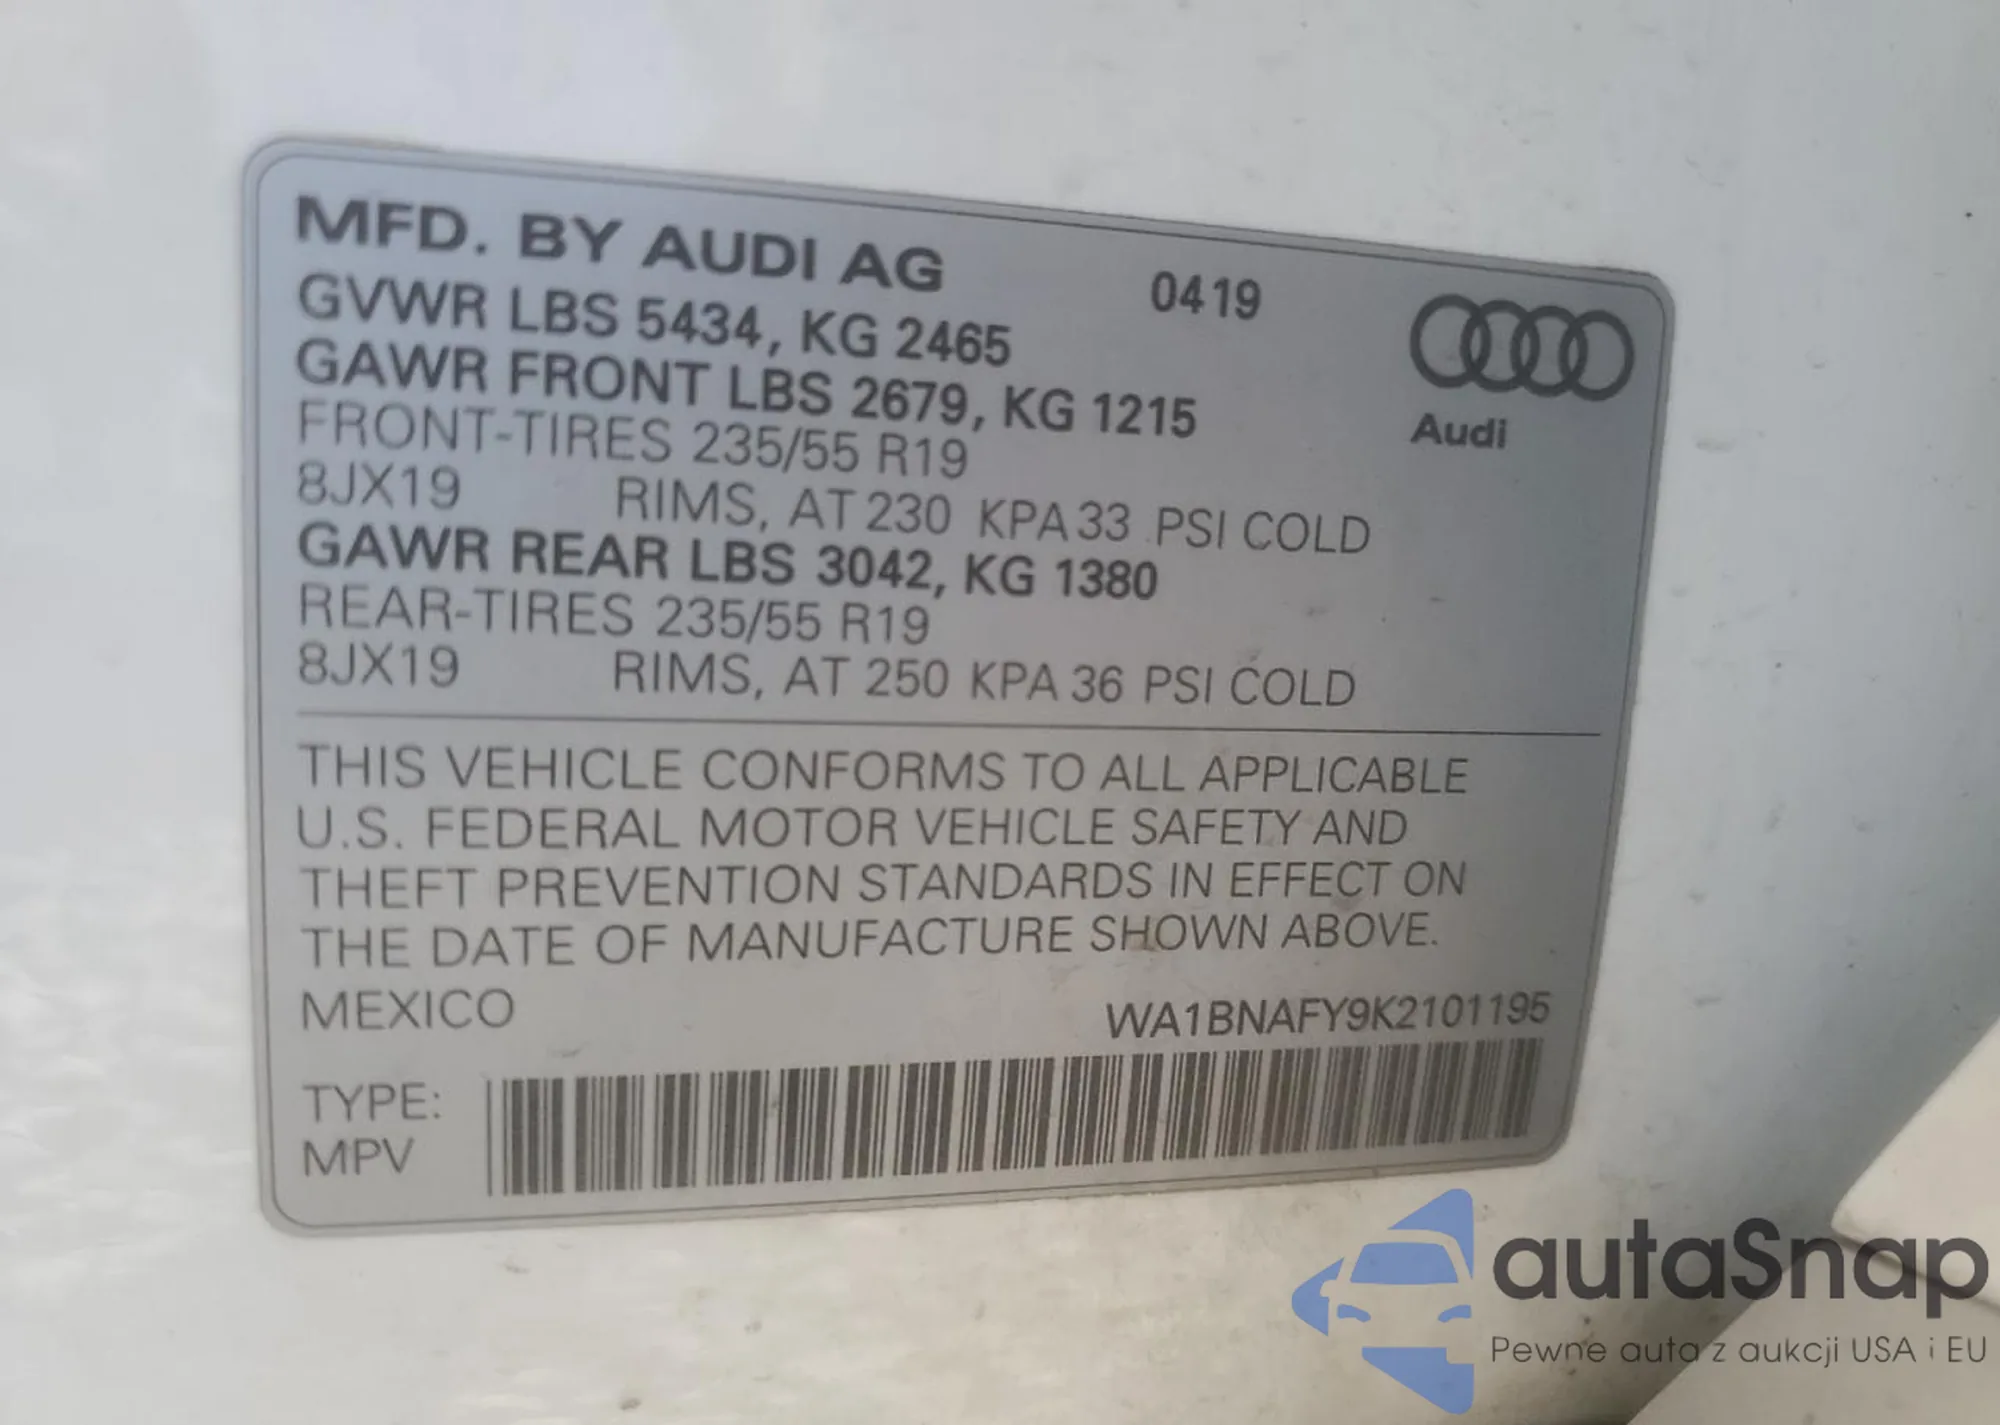 MFD. BY AUDI AG 0419
GVWR LBS 5434, KG 2465
GAWR FRONT LBS 2679, KG 1215
Audi
FRONT-TIRES 235/55 R19
8JX19 RIMS, AT 230 KPA 33 PSI COLD
GAWR REAR LBS 3042, KG 1380
REAR-TIRES 235/55 R19
8JX19 RIMS, AT 250 KPA 36 PSI COLD
THIS VEHICLE CONFORMS TO ALL APPLICABLE
U.S. FEDERAL MOTOR VEHICLE SAFETY AND
THEFT PREVENTION STANDARDS IN EFFECT ON
THE DATE OF MANUFACTURE SHOWN ABOVE.
MEXICO WA1BNAFY9K2101195
TYPE:
MPV
autaSnap
Pewne auta z aukcji USA i EU